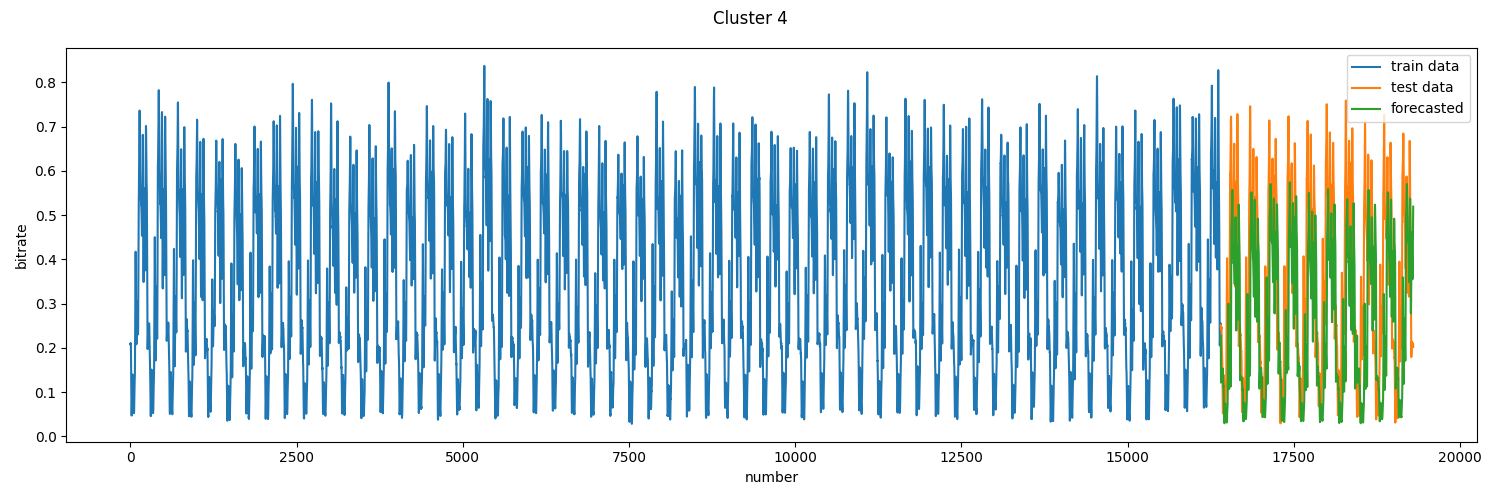 Cluster 4
train data
test data
forecasted
bitrate
0.8
0.7
0.6
0.5
0.4
0.3
0.2
0.1
0.0
0 2500 5000 7500 10000 12500 15000 17500 20000
number